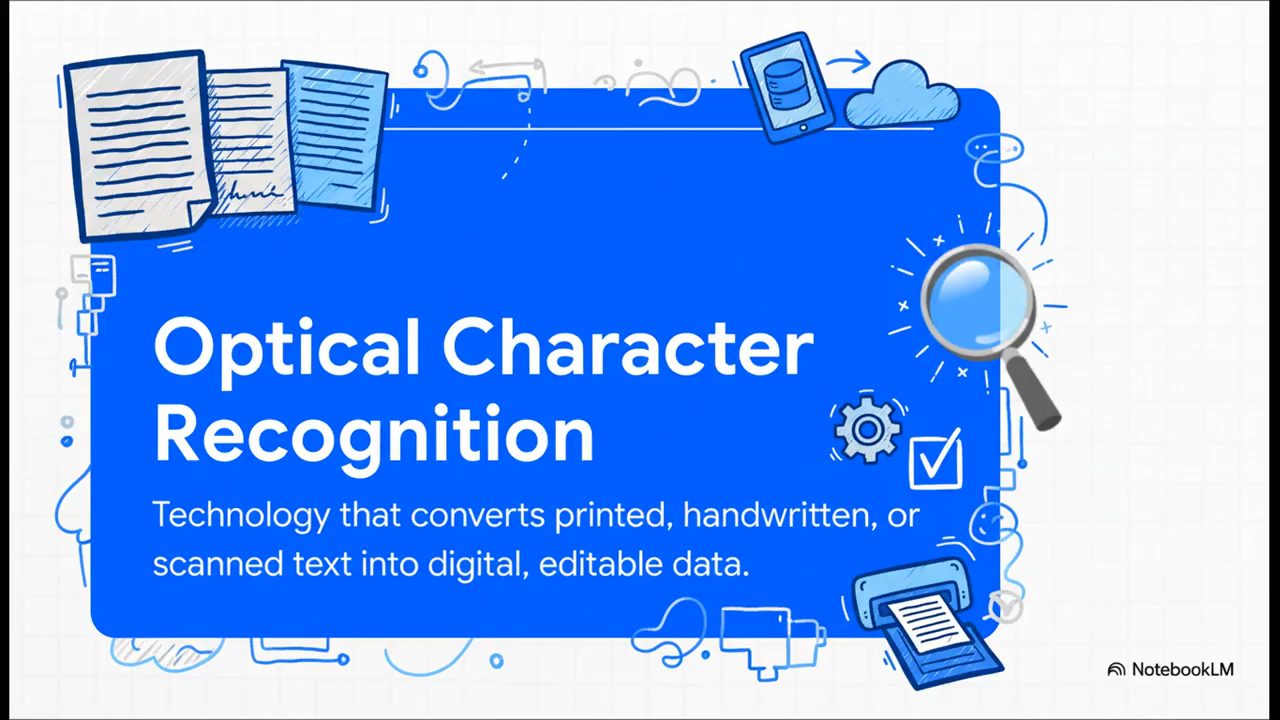 Optical Character
Recognition
Technology that converts printed, handwritten, or
scanned text into digital, editable data.
NotebookLM